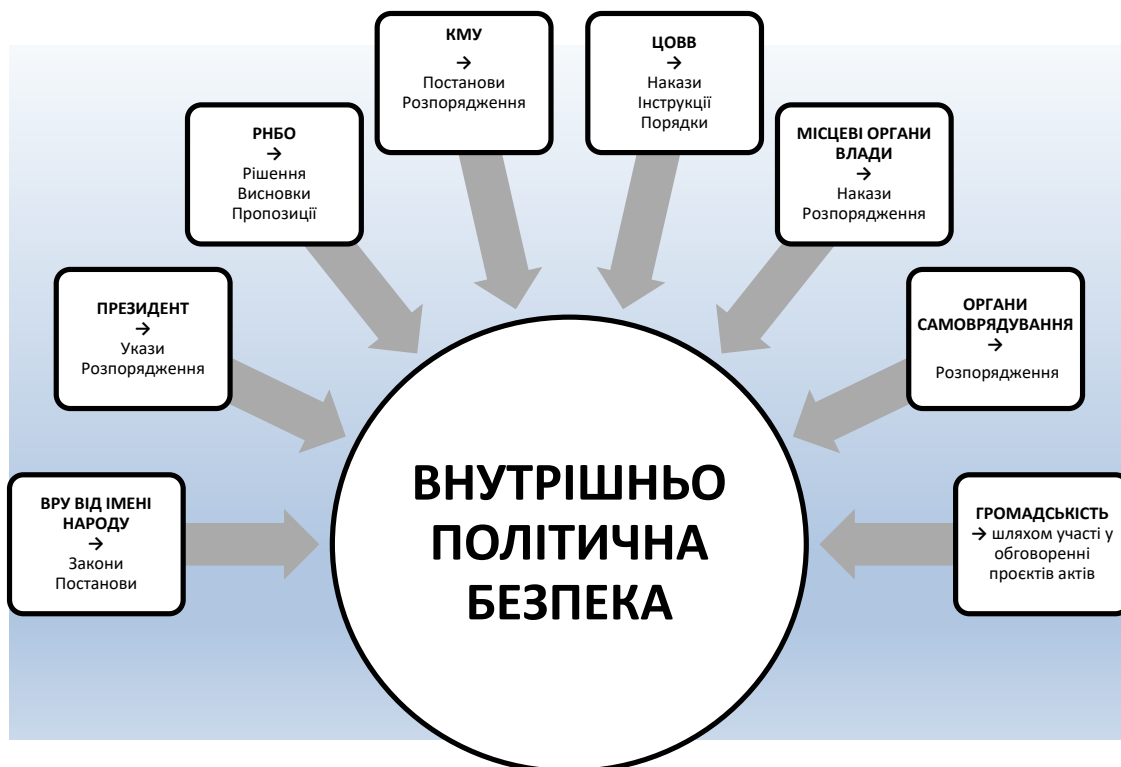 КМУ
→
Постанови
Розпорядження
ЦОВВ
→
Накази
Інструкції
Порядки
РНБО
→
Рішення
Висновки
Пропозиції
МІСЦЕВІ ОРГАНИ
ВЛАДИ
→
Накази
Розпорядження
ПРЕЗИДЕНТ
→
Укази
Розпорядження
ОРГАНИ
САМОВРЯДУВАННЯ
→
Розпорядження
ВРУ ВІД ІМЕНІ
НАРОДУ
→
Закони
Постанови
ВНУТРІШНЬО
ПОЛІТИЧНА
БЕЗПЕКА
ГРОМАДСЬКІСТЬ
→ шляхом участі у
обговоренні
проєктів актів